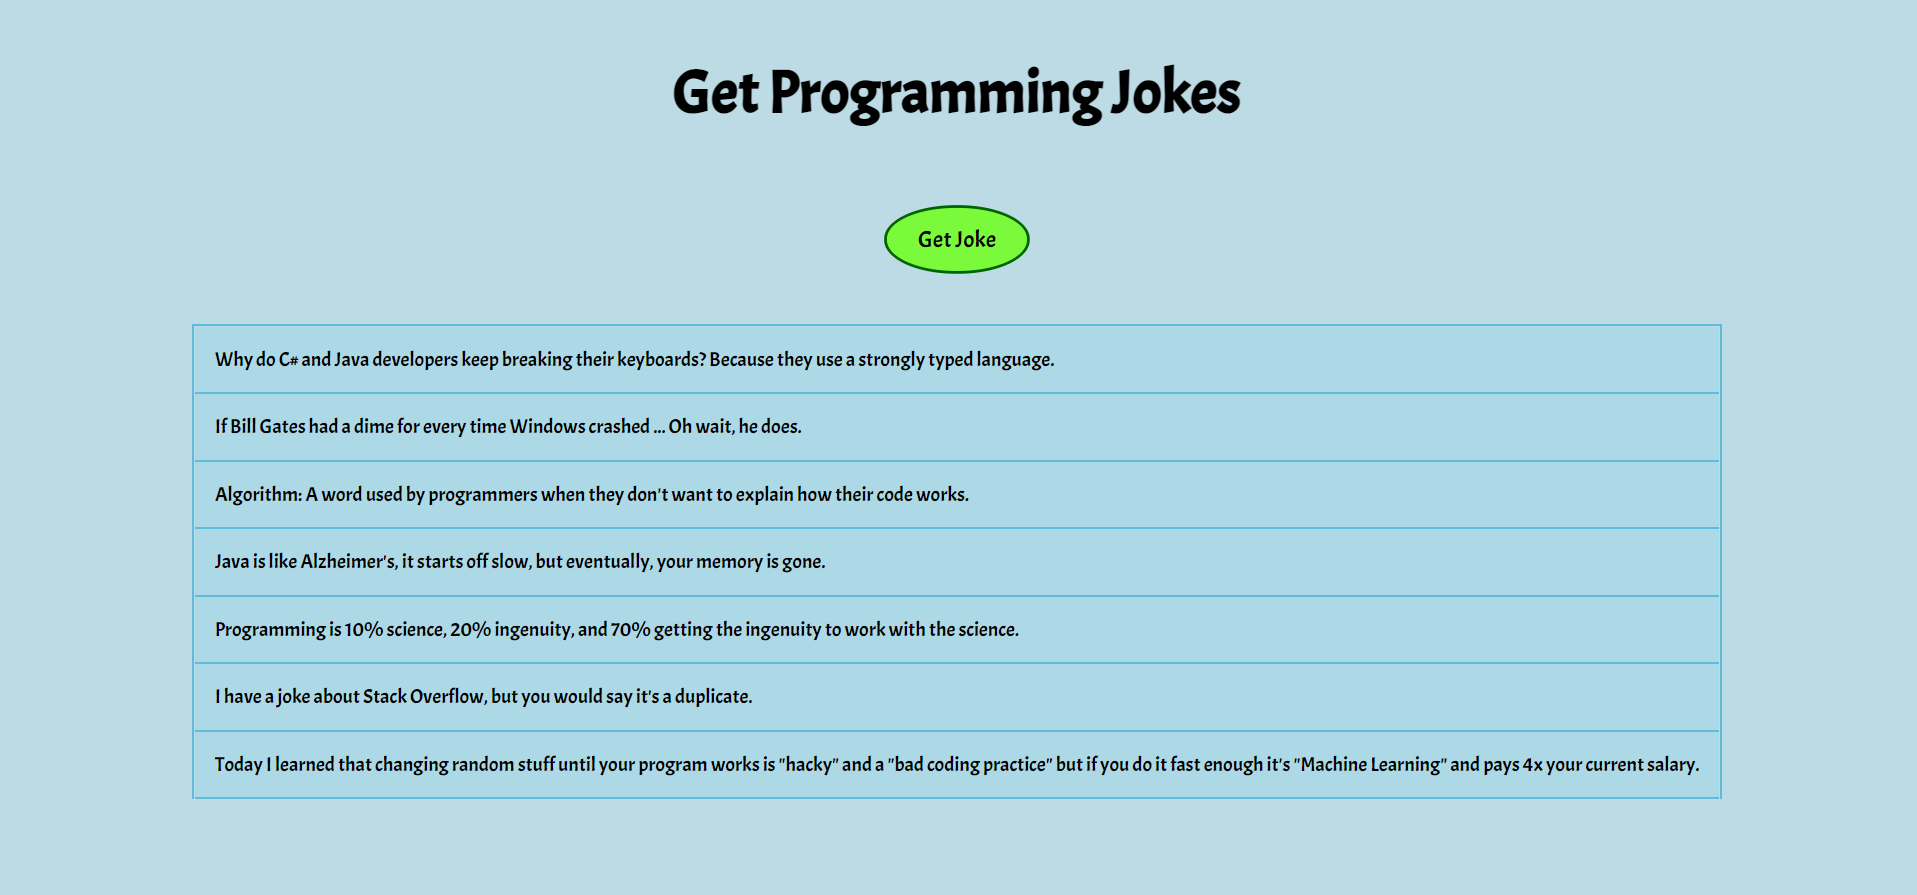 Get Programming Jokes
Get Joke
Why do C# and Java developers keep breaking their keyboards? Because they use a strongly typed language.
If Bill Gates had a dime for every time Windows crashed ... Oh wait, he does.
Algorithm: A word used by programmers when they don't want to explain how their code works.
Java is like Alzheimer's, it starts off slow, but eventually, your memory is gone.
Programming is 10% science, 20% ingenuity, and 70% getting the ingenuity to work with the science.
I have a joke about Stack Overflow, but you would say it's a duplicate.
Today I learned that changing random stuff until your program works is "hacky" and a "bad coding practice" but if you do it fast enough it's "Machine Learning" and pays 4x your current salary.